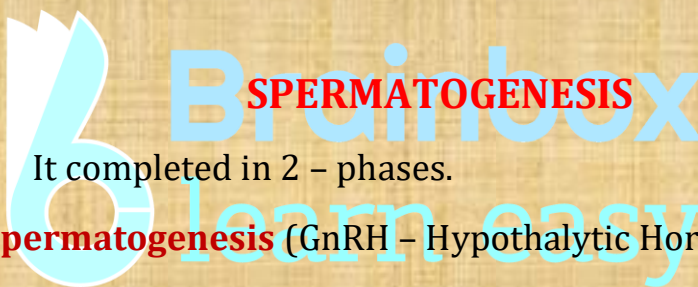 SPERMATOGENESIS
Brainbox
It completed in 2 – phases.
learn easy
permatogenesis (GnRH – Hypothalytic Hor